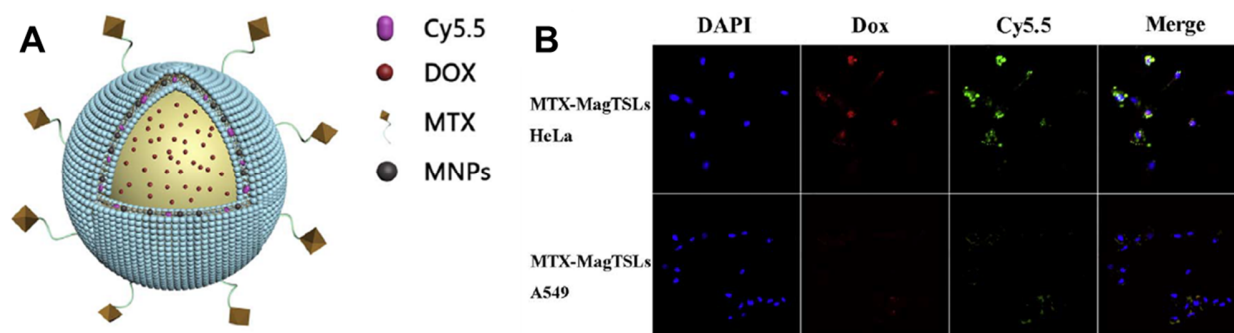 A
Cy5.5
DOX
MTX
MNPs
B
DAPI Dox Cy5.5 Merge
MTX-MagTSLs
HeLa
MTX-MagTSLs
A549